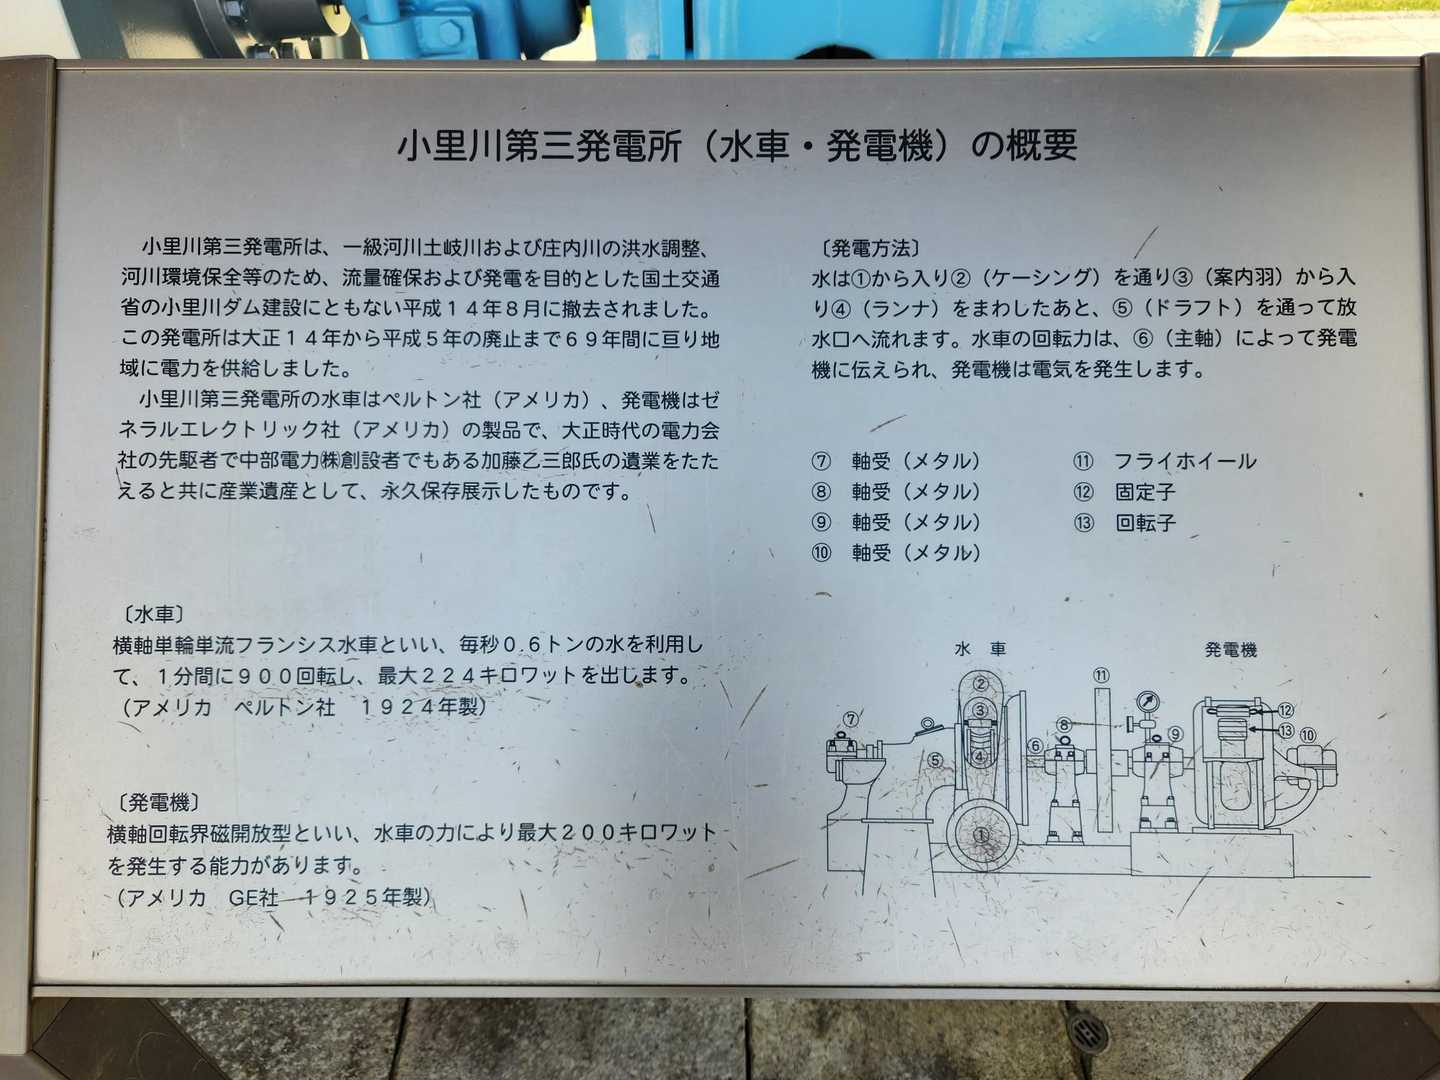 小里川第三発電所（水車・発電機）の概要
小里川第三発電所は、一級河川土岐川および庄内川の洪水調整、
河川環境保全等のため、流量確保および発電を目的とした国土交通
省の小里川ダム建設にともない平成１４年８月に撤去されました。
この発電所は大正１４年から平成５年の廃止まで６９年間に亘り地
域に電力を供給しました。
小里川第三発電所の水車はペルトン社（アメリカ）、発電機はゼ
ネラルエレクトリック社（アメリカ）の製品で、大正時代の電力会
社の先駆者で中部電力㈱創設者でもある加藤乙三郎氏の遺業をたた
えると共に産業遺産として、永久保存展示したものです。
〔水車〕
横軸単輪単流フランシス水車といい、毎秒０.６トンの水を利用し
て、１分間に９００回転し、最大２２４キロワットを出します。
（アメリカ　ペルトン社　１９２４年製）
〔発電機〕
横軸回転界磁開放型といい、水車の力により最大２００キロワット
を発生する能力があります。
（アメリカ　GE社　１９２５年製）
〔発電方法〕
水は①から入り②（ケーシング）を通り③（案内羽）から入
り④（ランナ）をまわしたあと、⑤（ドラフト）を通って放
水口へ流れます。水車の回転力は、⑥（主軸）によって発電
機に伝えられ、発電機は電気を発生します。
⑦　軸受（メタル）　⑪　フライホイール
⑧　軸受（メタル）　⑫　固定子
⑨　軸受（メタル）　⑬　回転子
⑩　軸受（メタル）
水　車　発電機
⑪
②
③ ⑫
⑦ ⑧ ⑨ ⑬ ⑩
⑤ ④ ⑥
①